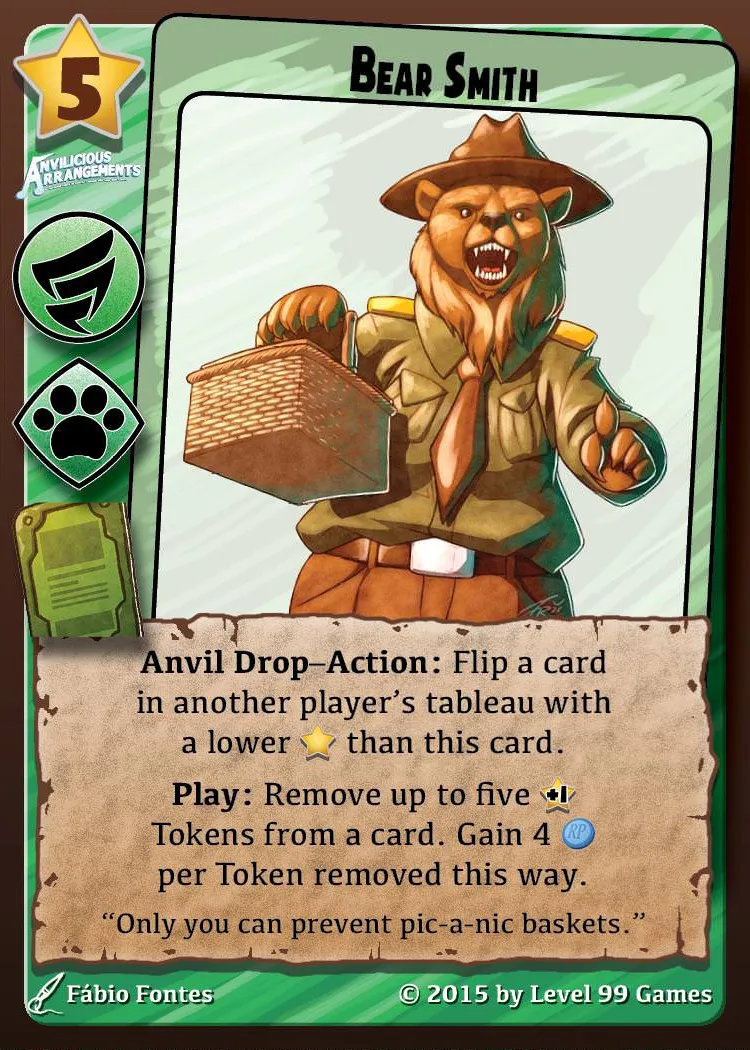 5
Bear Smith
Anvilicious
Arrangements
Anvil Drop–Action: Flip a card
in another player’s tableau with
a lower than this card.
Play: Remove up to five +1
Tokens from a card. Gain 4 RP
per Token removed this way.
“Only you can prevent pic-a-nic baskets.”
Fábio Fontes
© 2015 by Level 99 Games